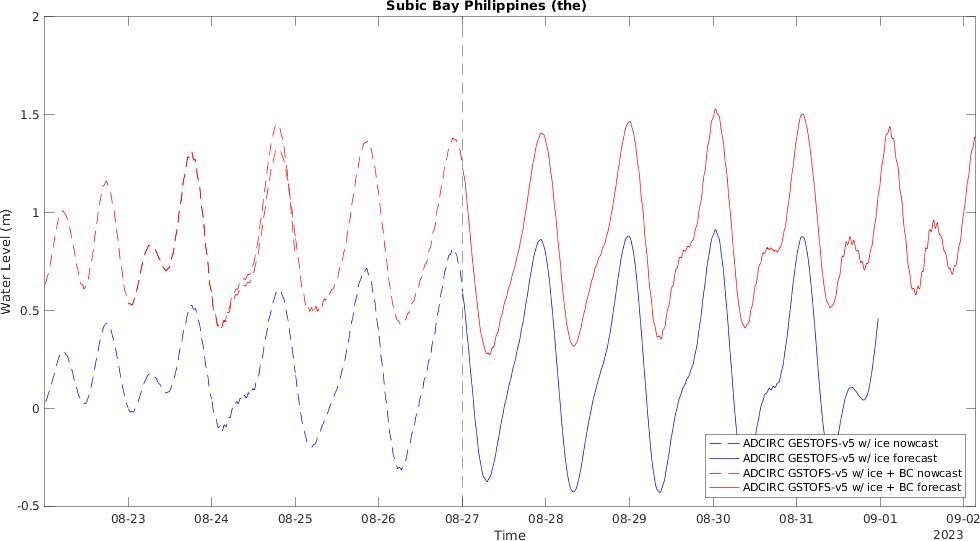 Subic Bay Philippines (the)
2
1.5
1
0.5
0
-0.5
Water Level (m)
08-23
08-24
08-25
08-26
08-27
08-28
08-29
08-30
08-31
09-01
09-02
Time
2023
ADCIRC GESTOFS-v5 w/ ice nowcast
ADCIRC GESTOFS-v5 w/ ice forecast
ADCIRC GSTOFS-v5 w/ ice + BC nowcast
ADCIRC GSTOFS-v5 w/ ice + BC forecast